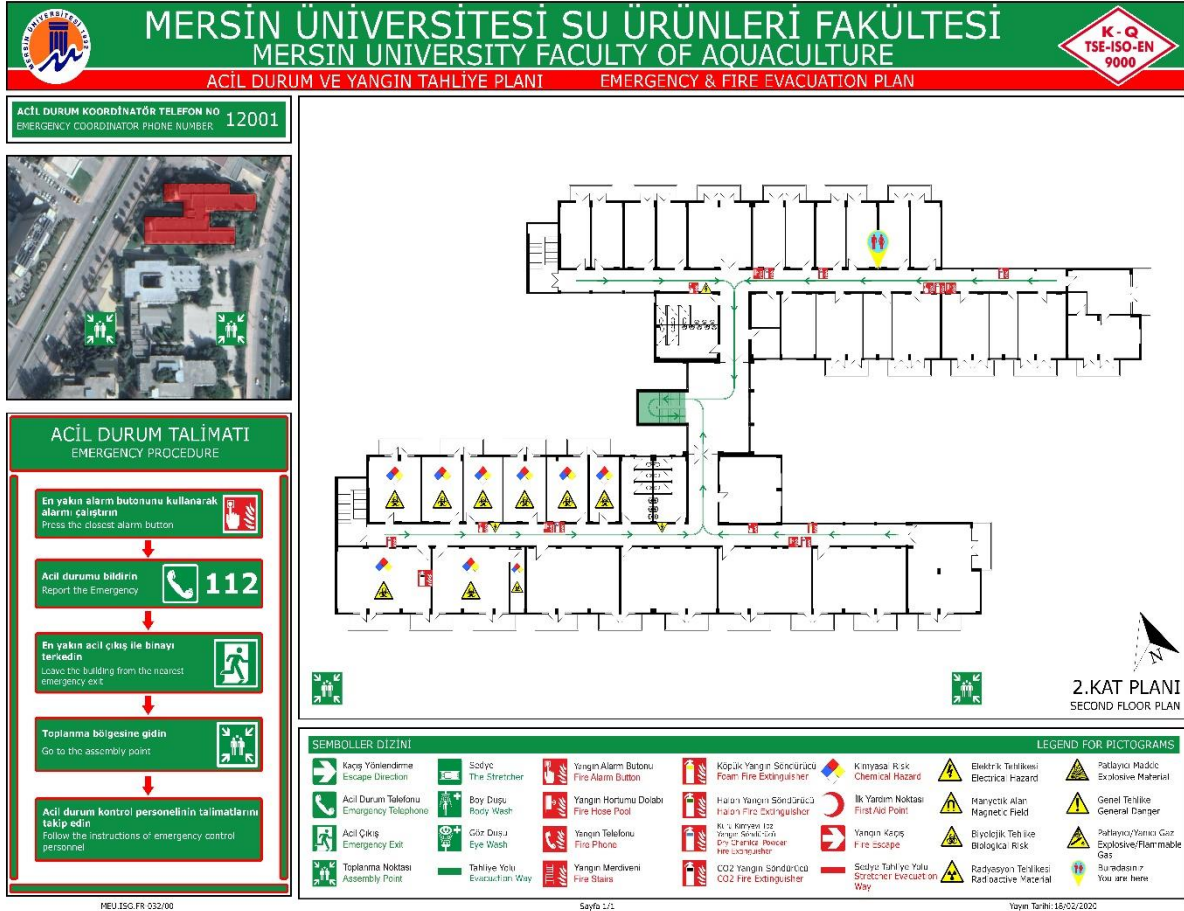 MERSİN ÜNİVERSİTESİ SU ÜRÜNLERİ FAKÜLTESİ
MERSIN UNIVERSITY FACULTY OF AQUACULTURE
ACİL DURUM VE YANGIN TAHLİYE PLANI EMERGENCY & FIRE EVACUATION PLAN
K - Q
TSE-ISO-EN
9000
ACİL DURUM KOORDİNATÖR TELEFON NO
EMERGENCY COORDINATOR PHONE NUMBER 12001
ACİL DURUM TALİMATI
EMERGENCY PROCEDURE
En yakın alarm butonunu kullanarak
alarmı çalıştırın
Press the closest alarm button
Acil durumu bildirin
Report the Emergency
112
En yakın acil çıkış ile binayı
terkedin
Leave the building from the nearest
emergency exit
Toplanma bölgesine gidin
Go to the assembly point
Acil durum kontrol personelinin talimatlarını
takip edin
Follow the instructions of emergency control
personnel
N
2.KAT PLANI
SECOND FLOOR PLAN
SEMBOLLER DİZİNİ
LEGEND FOR PICTOGRAMS
Kaçış Yönlendirme
Escape Direction
Acil Durum Telefonu
Emergency Telephone
Acil Çıkış
Emergency Exit
Toplanma Noktası
Assembly Point
Sedye
The Stretcher
Boy Duşu
Body Wash
Göz Duşu
Eye Wash
Tahliye Yolu
Evacuation Way
Yangın Alarm Butonu
Fire Alarm Button
Yangın Hortumu Dolabı
Fire Hose Pool
Yangın Telefonu
Fire Phone
Yangın Merdiveni
Fire Stairs
Köpük Yangın Söndürücü
Foam Fire Extinguisher
Halon Yangın Söndürücü
Halon Fire Extinguisher
Kuru Kimyevi Toz
Yangın Söndürücü
Dry Chemical Powder
Fire Extinguisher
CO2 Yangın Söndürücü
CO2 Fire Extinguisher
Kimyasal Risk
Chemical Hazard
İlk Yardım Noktası
First Aid Point
Yangın Kaçış
Fire Escape
Sedye Tahliye Yolu
Stretcher Evacuation
Way
Elektrik Tehlikesi
Electrical Hazard
Manyetik Alan
Magnetic Field
Biyolojik Tehlike
Biological Risk
Radyasyon Tehlikesi
Radioactive Material
Patlayıcı Madde
Explosive Material
Genel Tehlike
General Danger
Patlayıcı/Yanıcı Gaz
Explosive/Flammable
Gas
Buradasınız
You are here
MEU.ISG.FR-032/00
Sayfa 1/1
Yayın Tarihi: 18/02/2020